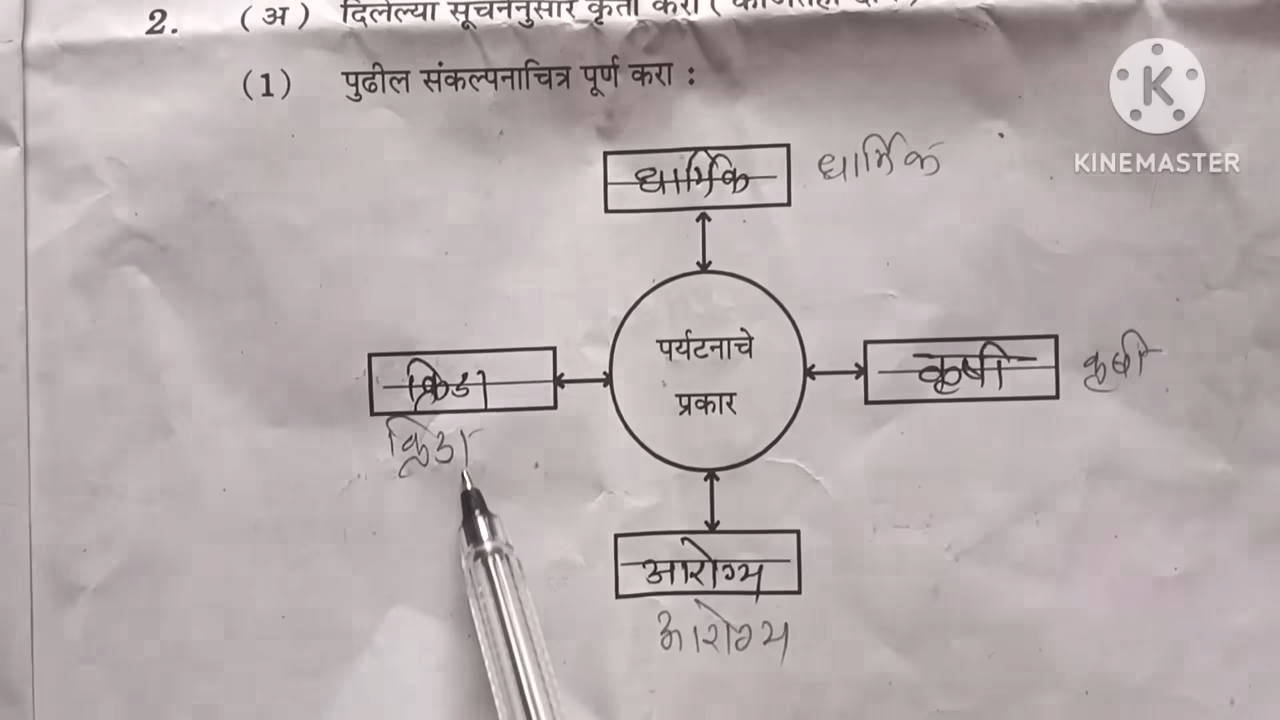 2. (अ) दिलेल्या सूचनेनुसार कृती करा (
(1) पुढील संकल्पनाचित्र पूर्ण करा :
K
KINEMASTER
धार्मिक धार्मिक
पर्यटनाचे
प्रकार
क्रिडा
कृषी कृषी
क्रिडा
आरोग्य
आरोग्य